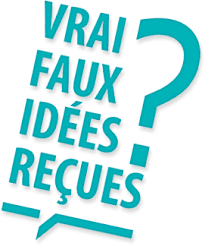 VRAI
FAUX
IDÉES
REÇUES
?